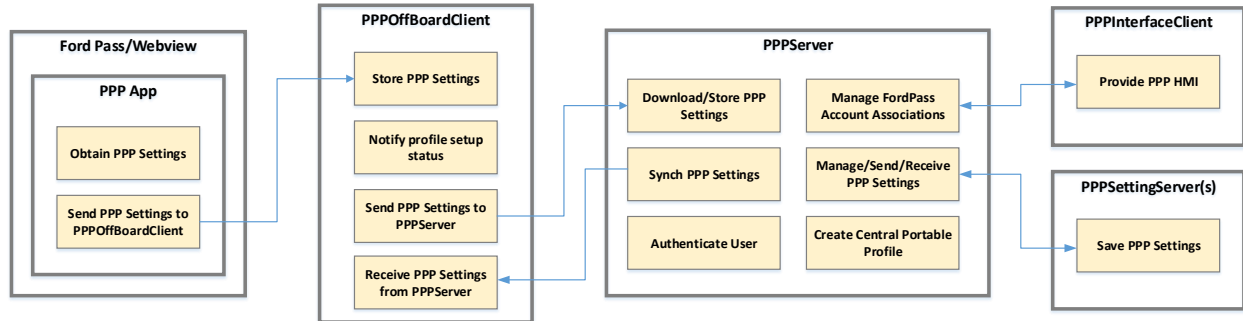 Ford Pass/Webview
PPP App
Obtain PPP Settings
Send PPP Settings to
PPPOffBoardClient
PPPOffBoardClient
Store PPP Settings
Notify profile setup
status
Send PPP Settings to
PPPServer
Receive PPP Settings
from PPPServer
PPPServer
Download/Store PPP
Settings
Manage FordPass
Account Associations
Synch PPP Settings
Manage/Send/Receive
PPP Settings
Authenticate User
Create Central Portable
Profile
PPPInterfaceClient
Provide PPP HMI
PPPSettingServer(s)
Save PPP Settings